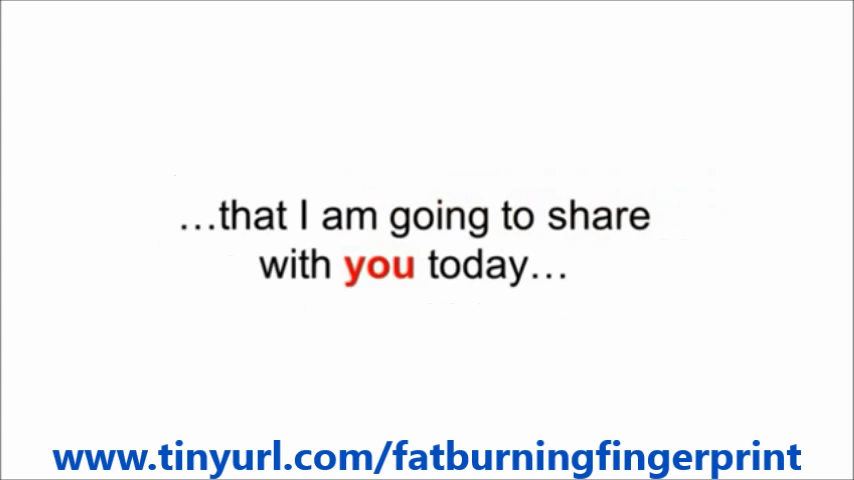 …that I am going to share
with you today…
www.tinyurl.com/fatburningfingerprint